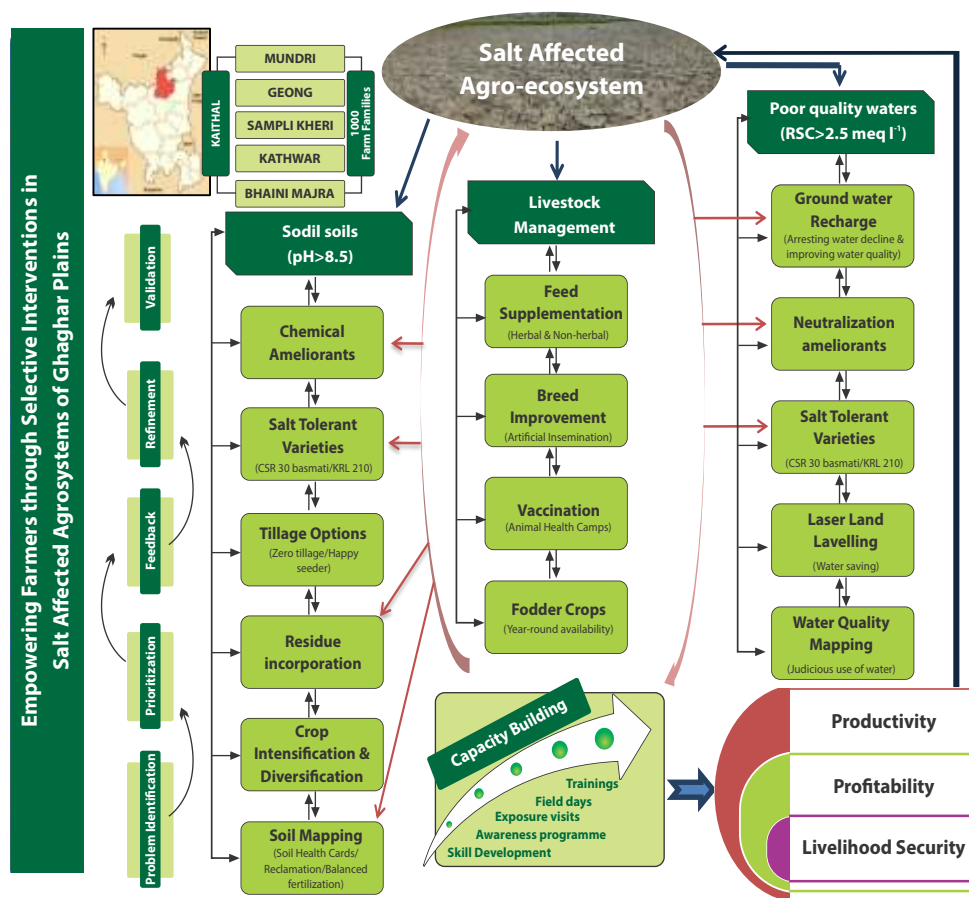 Empowering Farmers through Selective Interventions in
Salt Affected Agrosystems of Ghaghar Plains
KAITHAL
MUNDRI
GEONG
SAMPLI KHERI
KATHWAR
BHAINI MAJRA
1000
Farm Families
Salt Affected
Agro-ecosystem
Validation
Refinement
Feedback
Prioritization
Problem Identification
Sodil soils
(pH>8.5)
Chemical
Ameliorants
Salt Tolerant
Varieties
(CSR 30 basmati/KRL 210)
Tillage Options
(Zero tillage/Happy
seeder)
Residue
incorporation
Crop
Intensification &
Diversification
Soil Mapping
(Soil Health Cards/
Reclamation/Balanced
fertilization)
Livestock
Management
Feed
Supplementation
(Herbal & Non-herbal)
Breed
Improvement
(Artificial Insemination)
Vaccination
(Animal Health Camps)
Fodder Crops
(Year-round availability)
Poor quality waters
(RSC>2.5 meq l⁻¹)
Ground water
Recharge
(Arresting water decline &
improving water quality)
Neutralization
ameliorants
Salt Tolerant
Varieties
(CSR 30 basmati/KRL 210)
Laser Land
Lavelling
(Water saving)
Water Quality
Mapping
(Judicious use of water)
Capacity Building
Trainings
Field days
Exposure visits
Awareness programme
Skill Development
Productivity
Profitability
Livelihood Security